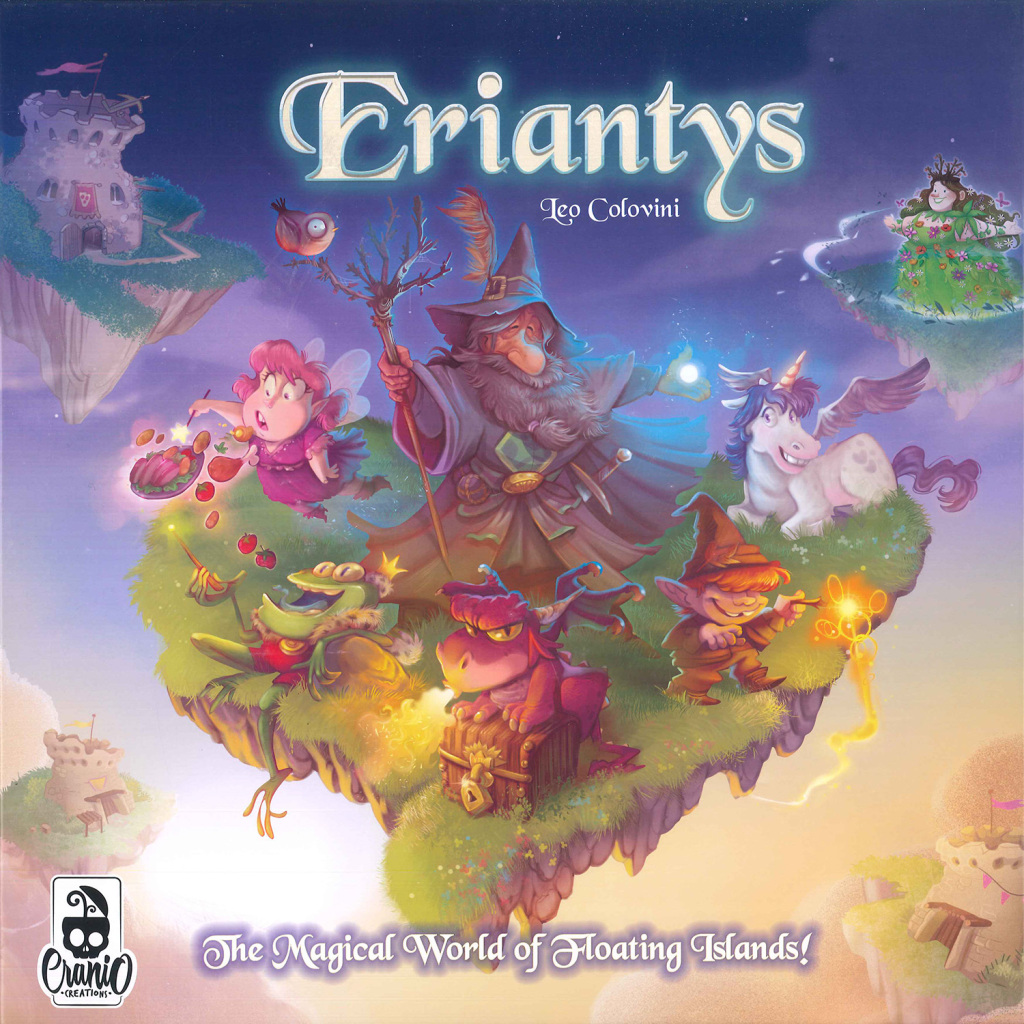 Eriantys
Leo Colovini
The Magical World of Floating Islands!
Cranio
CREATIONS